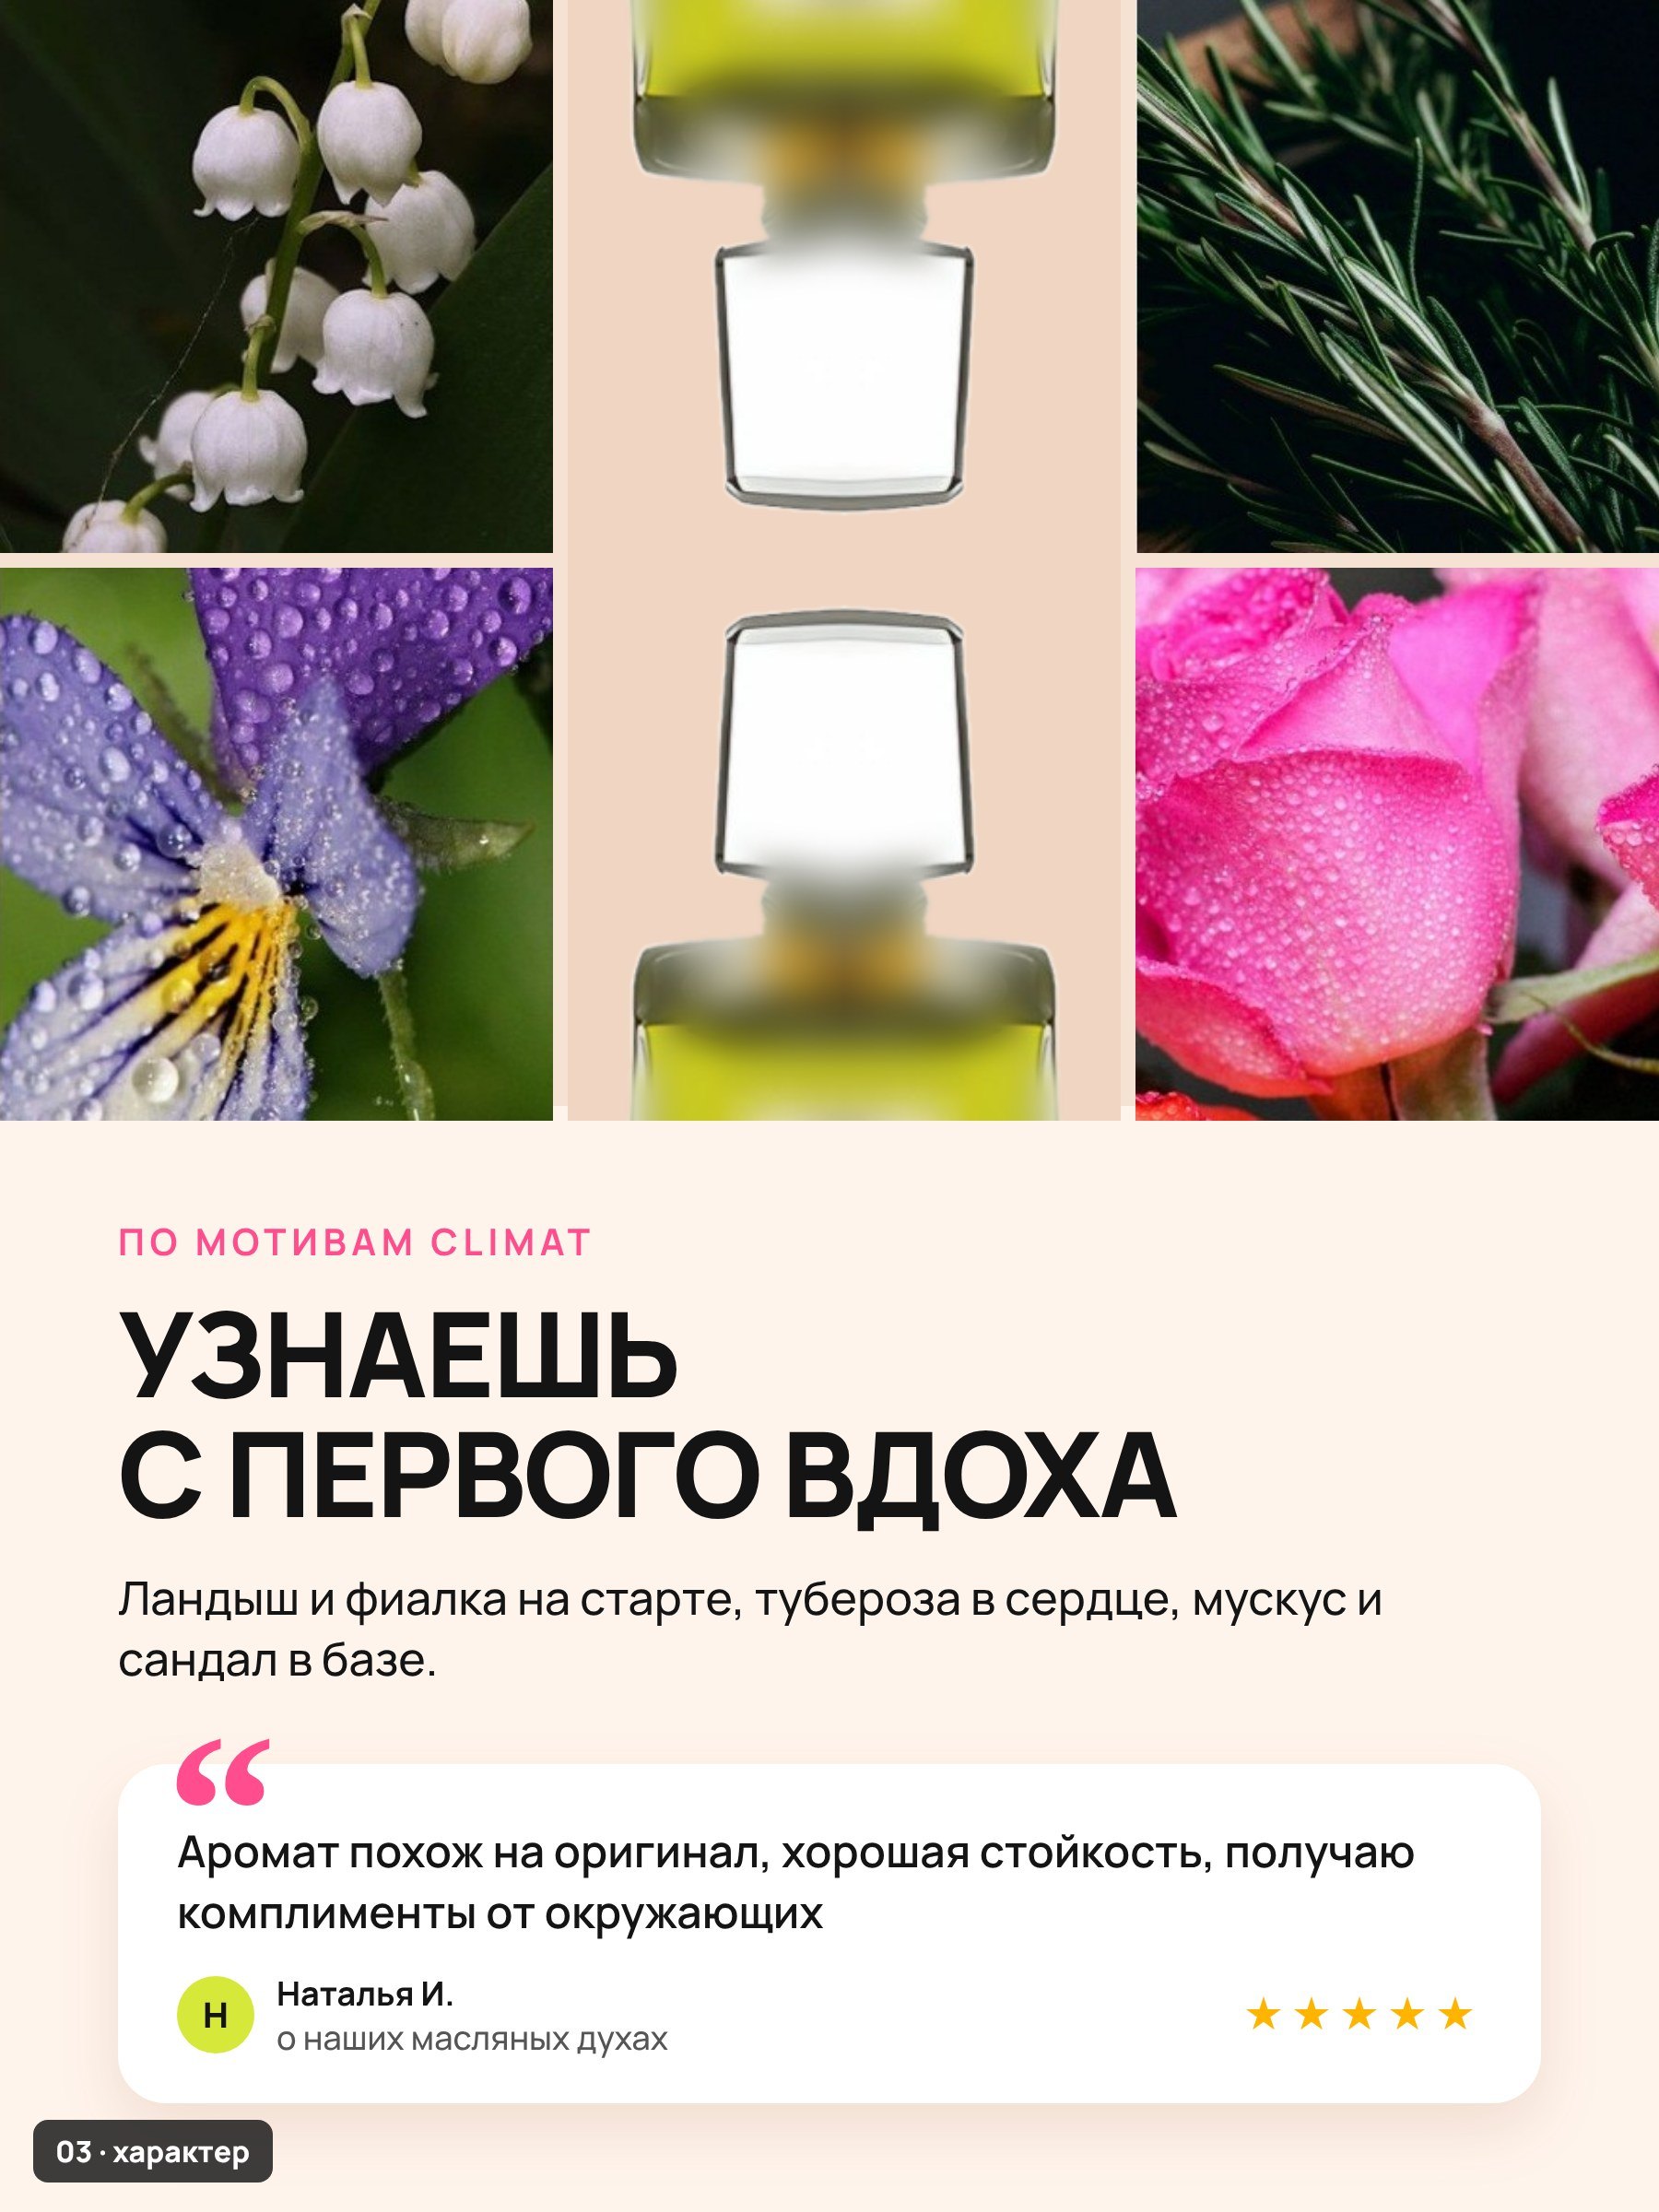 ПО МОТИВАМ CLIMAT
УЗНАЕШЬ
С ПЕРВОГО ВДОХА
Ландыш и фиалка на старте, тубероза в сердце, мускус и
сандал в базе.
“
Аромат похож на оригинал, хорошая стойкость, получаю
комплименты от окружающих
Н
Наталья И.
о наших масляных духах
★★★★★
03 · характер